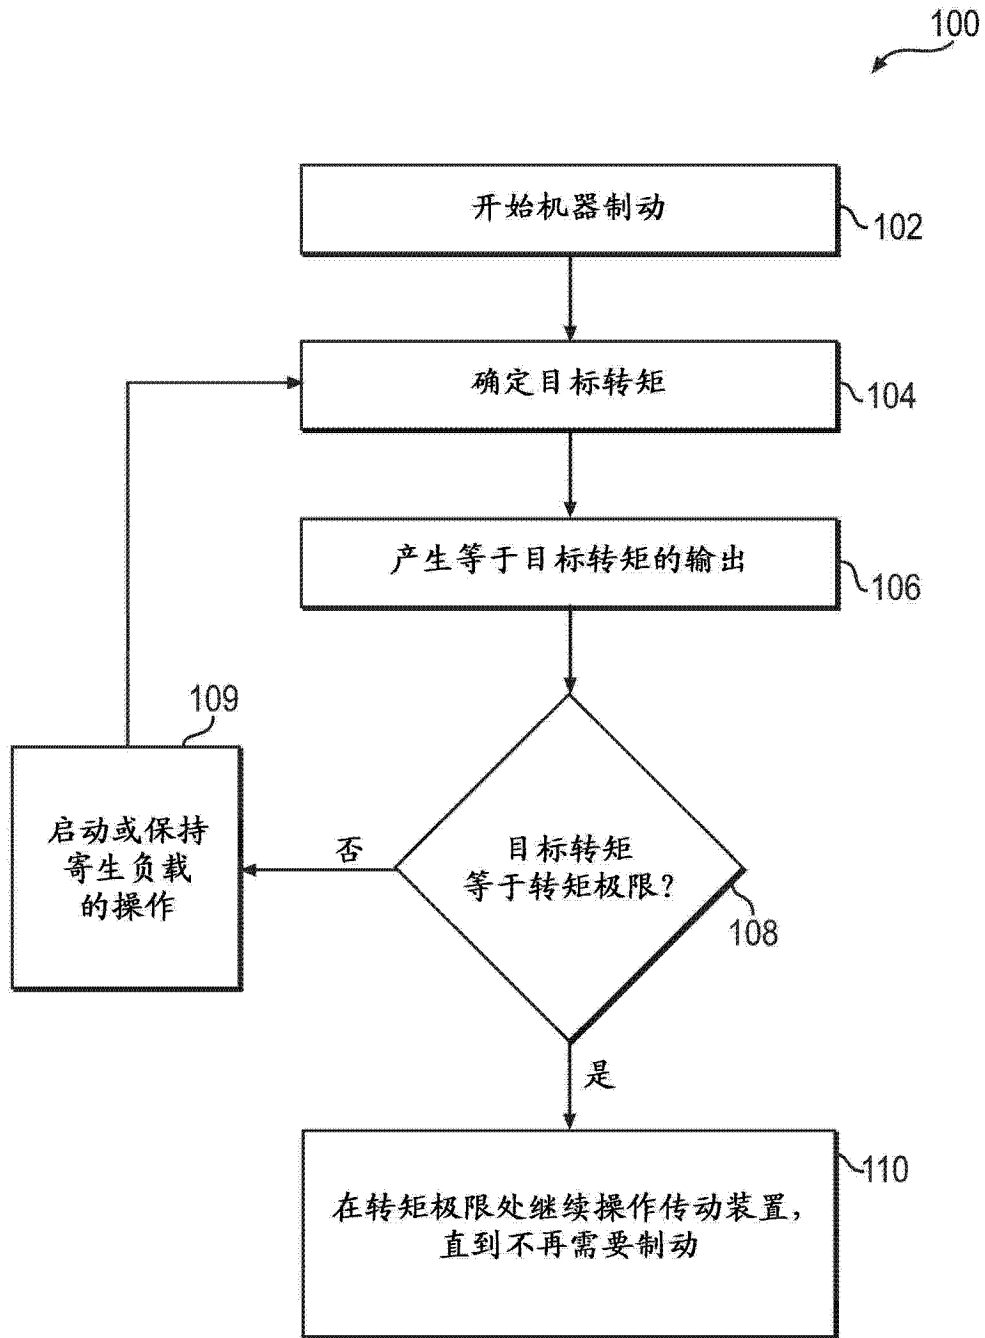 100
开始机器制动
102
确定目标转矩
104
产生等于目标转矩的输出
106
109
启动或保持
寄生负载
的操作
否
目标转矩
等于转矩极限?
108
是
110
在转矩极限处继续操作传动装置,
直到不再需要制动